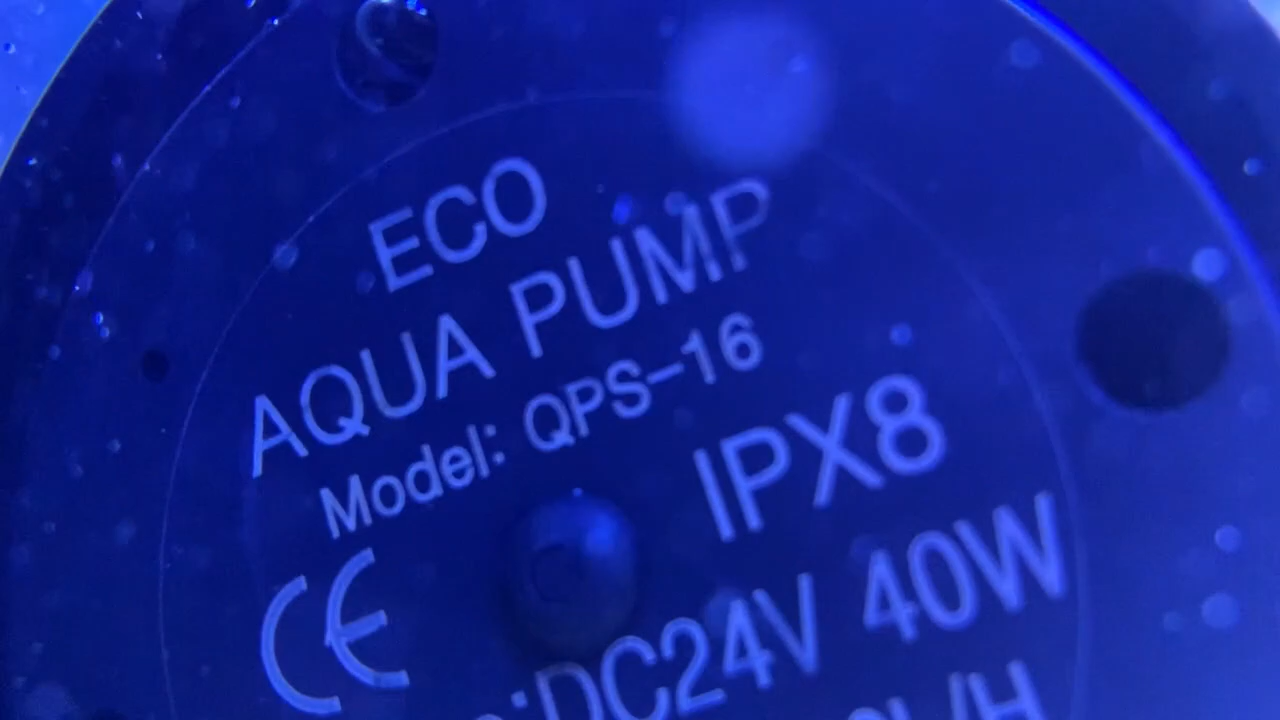 ECO
AQUA PUMP
Model: QPS-16
IPX8
CE
:DC24V 40W
L/H